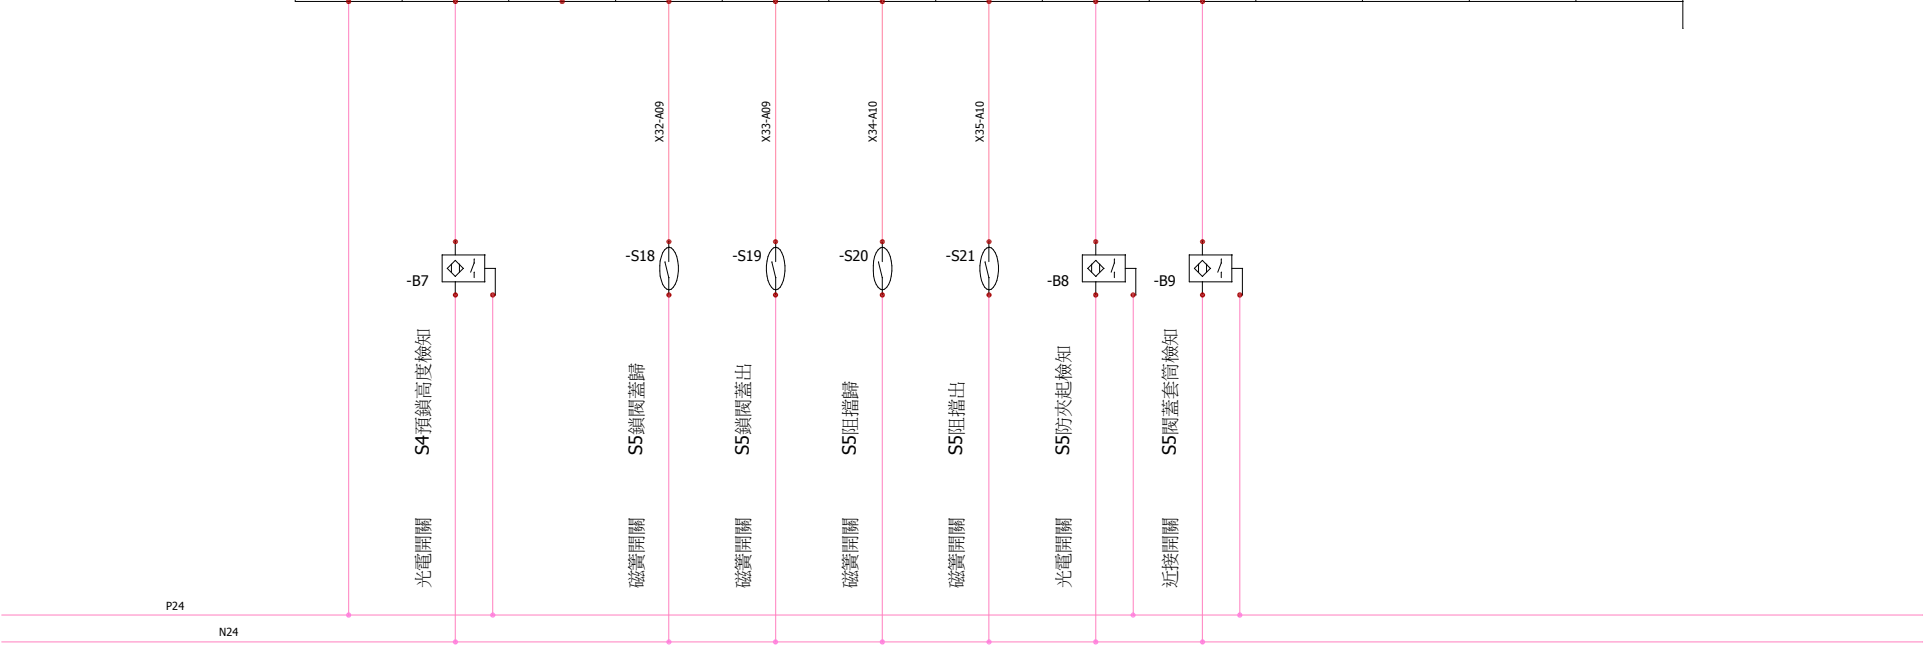 X32-A09
X33-A09
X34-A10
X35-A10
-S18
-S19
-S20
-S21
-B7
-B8
-B9
S4預鎖高度檢知
S5鎖閥蓋歸
S5鎖閥蓋出
S5阻擋歸
S5阻擋出
S5防夾起檢知
S5閥蓋套筒檢知
光電開關
磁簧開關
磁簧開關
磁簧開關
磁簧開關
光電開關
近接開關
P24
N24